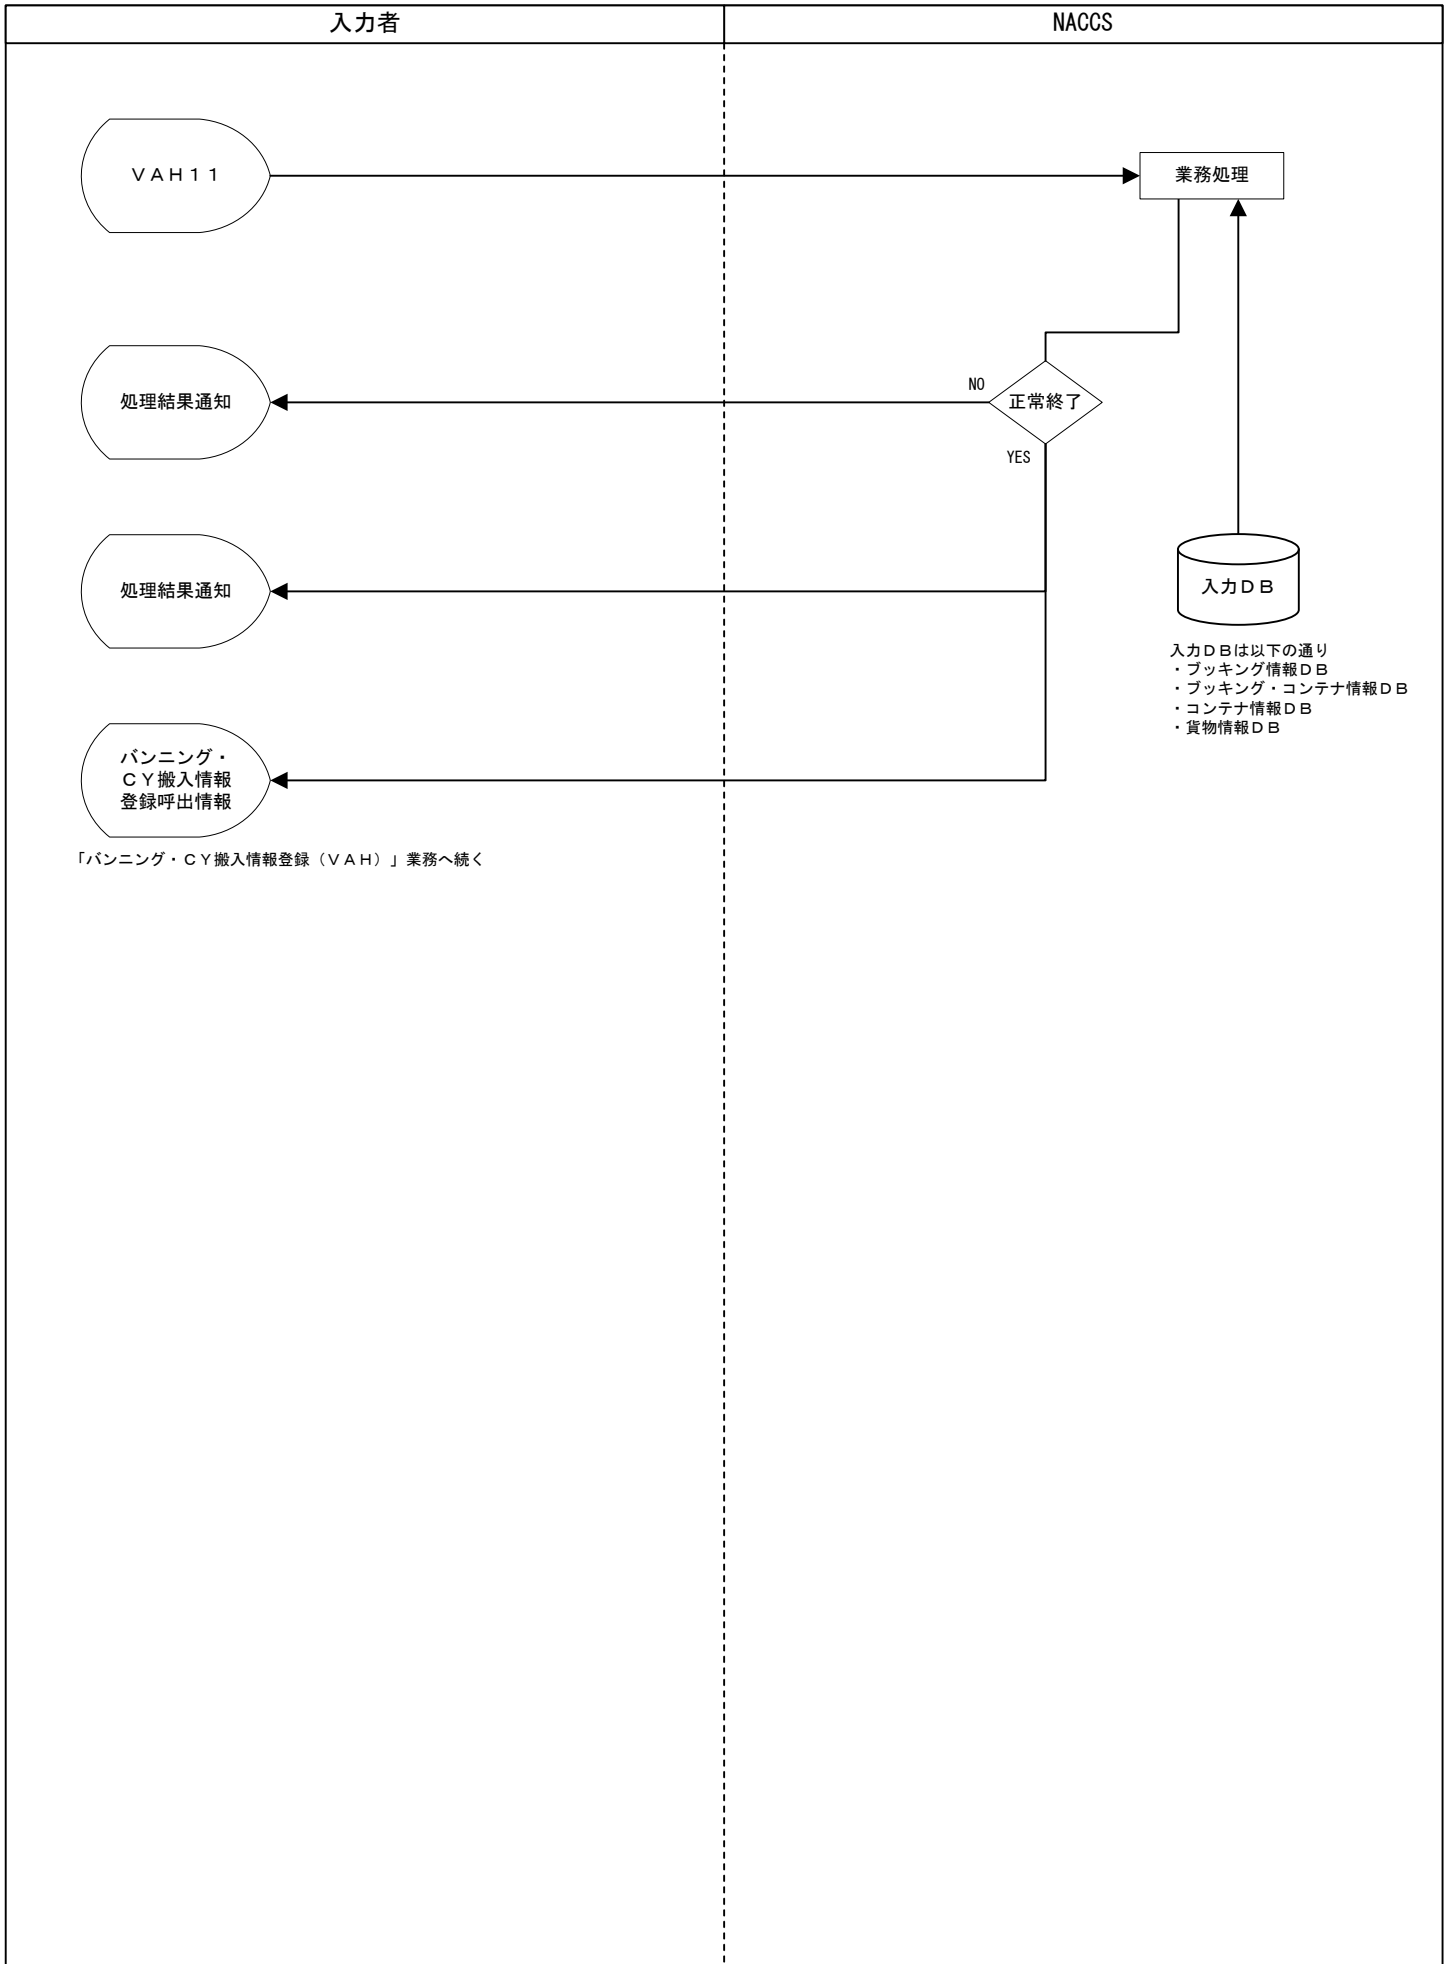 入力者
NACCS
ＶＡＨ１１
業務処理
処理結果通知
NO
正常終了
YES
処理結果通知
入力ＤＢ
入力ＤＢは以下の通り
・ブッキング情報ＤＢ
・ブッキング・コンテナ情報ＤＢ
・コンテナ情報ＤＢ
・貨物情報ＤＢ
バンニング・
ＣＹ搬入情報
登録呼出情報
「バンニング・ＣＹ搬入情報登録（ＶＡＨ）」業務へ続く